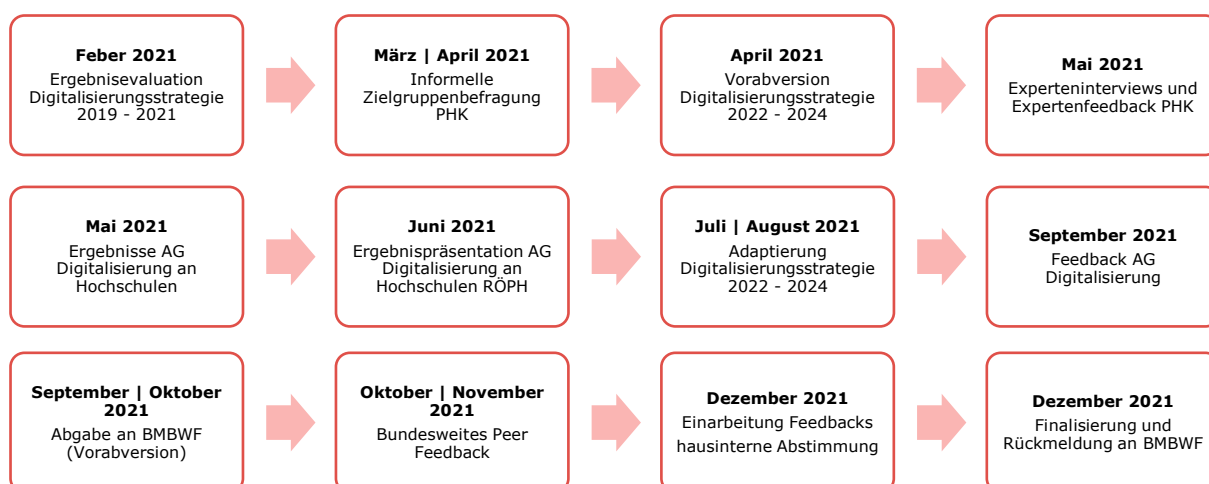 Feber 2021
Ergebnisevaluation
Digitalisierungsstrategie
2019 - 2021
März | April 2021
Informelle
Zielgruppenbefragung
PHK
April 2021
Vorabversion
Digitalisierungsstrategie
2022 - 2024
Mai 2021
Experteninterviews und
Expertenfeedback PHK
Mai 2021
Ergebnisse AG
Digitalisierung an
Hochschulen
Juni 2021
Ergebnispräsentation AG
Digitalisierung an
Hochschulen RÖPH
Juli | August 2021
Adaptierung
Digitalisierungsstrategie
2022 - 2024
September 2021
Feedback AG
Digitalisierung
September | Oktober
2021
Abgabe an BMBWF
(Vorabversion)
Oktober | November
2021
Bundesweites Peer
Feedback
Dezember 2021
Einarbeitung Feedbacks
hausinterne Abstimmung
Dezember 2021
Finalisierung und
Rückmeldung an BMBWF